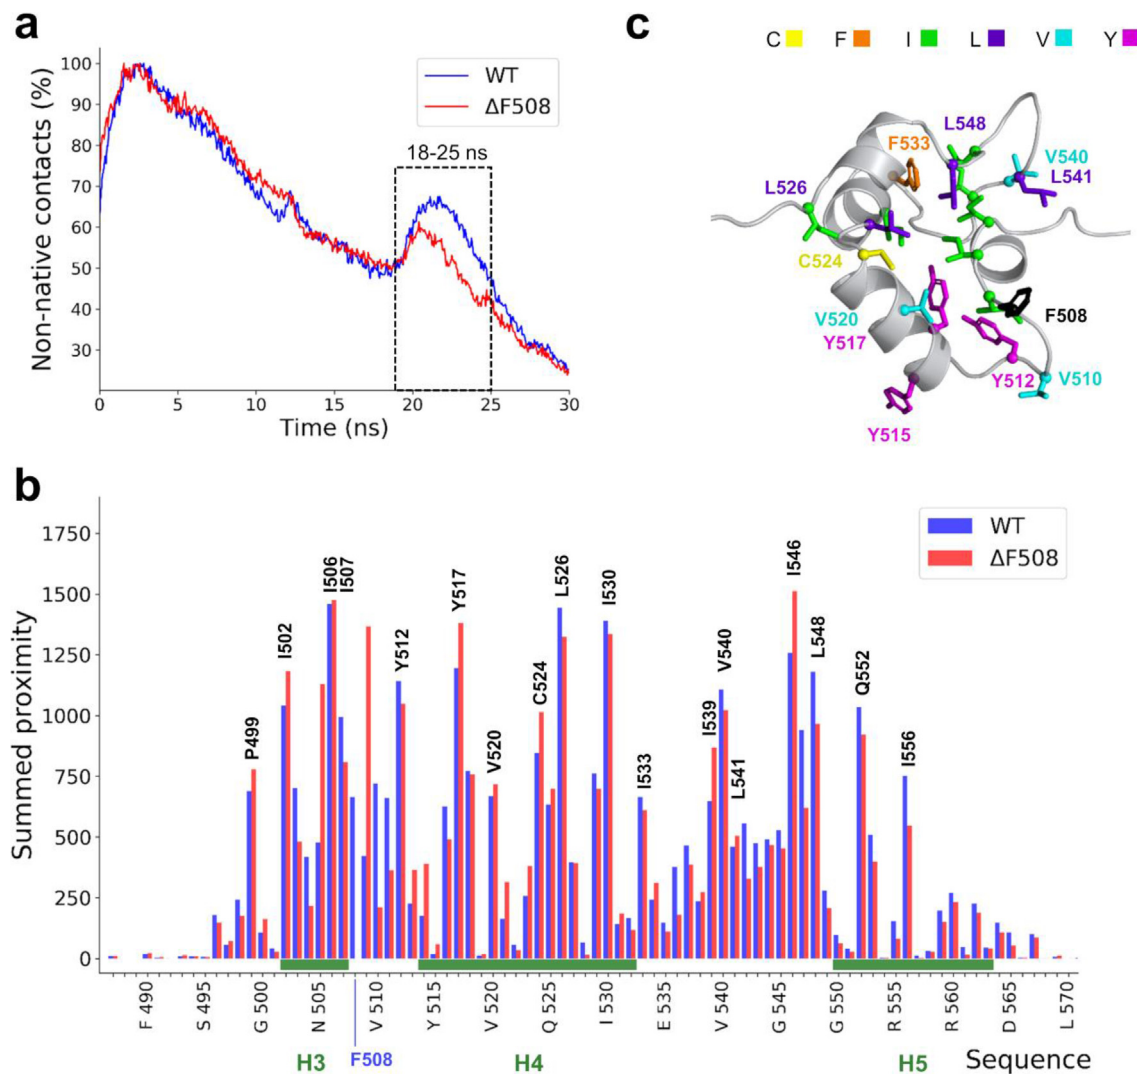 a
Non-native contacts (%)
100
90
80
70
60
50
40
30
0
5
10
15
20
25
30
Time (ns)
WT
ΔF508
18-25 ns
c
C
F
I
L
V
Y
L548
F533
V540
L541
L526
C524
V520
Y517
F508
Y512
V510
Y515
b
Summed proximity
1750
1500
1250
1000
750
500
250
0
WT
ΔF508
P499
I502
I506
I507
Y512
Y517
V520
C524
L526
I530
I533
I539
V540
L541
I546
L548
Q552
I556
F 490
S 495
G 500
N 505
V 510
Y 515
V 520
Q 525
I 530
E 535
V 540
G 545
G 550
R 555
R 560
D 565
L 570
H3
F508
H4
H5
Sequence